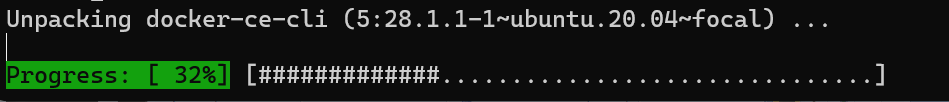 Unpacking docker-ce-cli (5:28.1.1-1~ubuntu.20.04~focal) ...
Progress: [ 32%] [#############................................]